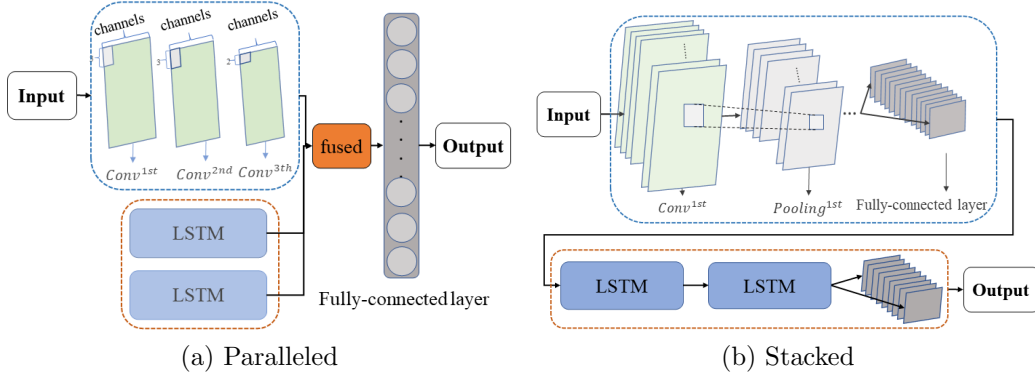 channels channels channels
3 2
Input
Conv^1st Conv^2nd Conv^3th
fused
Output
LSTM
LSTM
Fully-connected layer
(a) Paralleled
Input
Conv^1st Pooling^1st Fully-connected layer
LSTM LSTM
Output
(b) Stacked